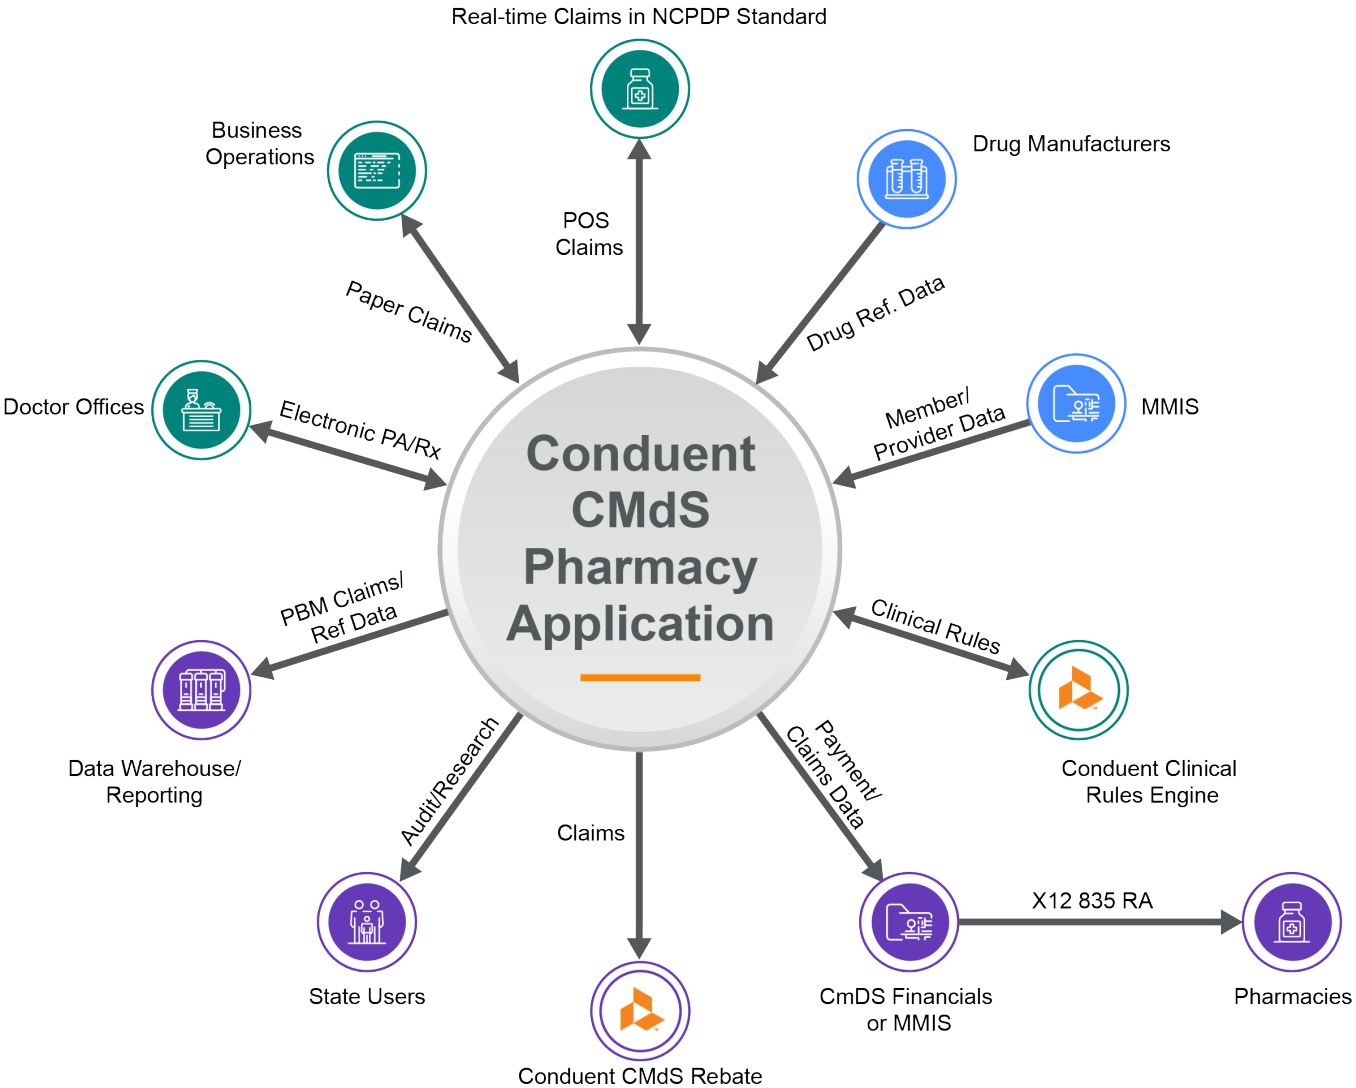 Real-time Claims in NCPDP Standard
Business
Operations
Drug Manufacturers
POS
Claims
Paper Claims
Drug Ref. Data
Doctor Offices
Electronic PA/Rx
Member/
Provider Data
MMIS
Conduent
CMdS
Pharmacy
Application
PBM Claims/
Ref Data
Clinical Rules
Data Warehouse/
Reporting
Conduent Clinical
Rules Engine
Audit/Research
Claims
Payment/
Claims Data
X12 835 RA
State Users
CmDS Financials
or MMIS
Pharmacies
Conduent CMdS Rebate